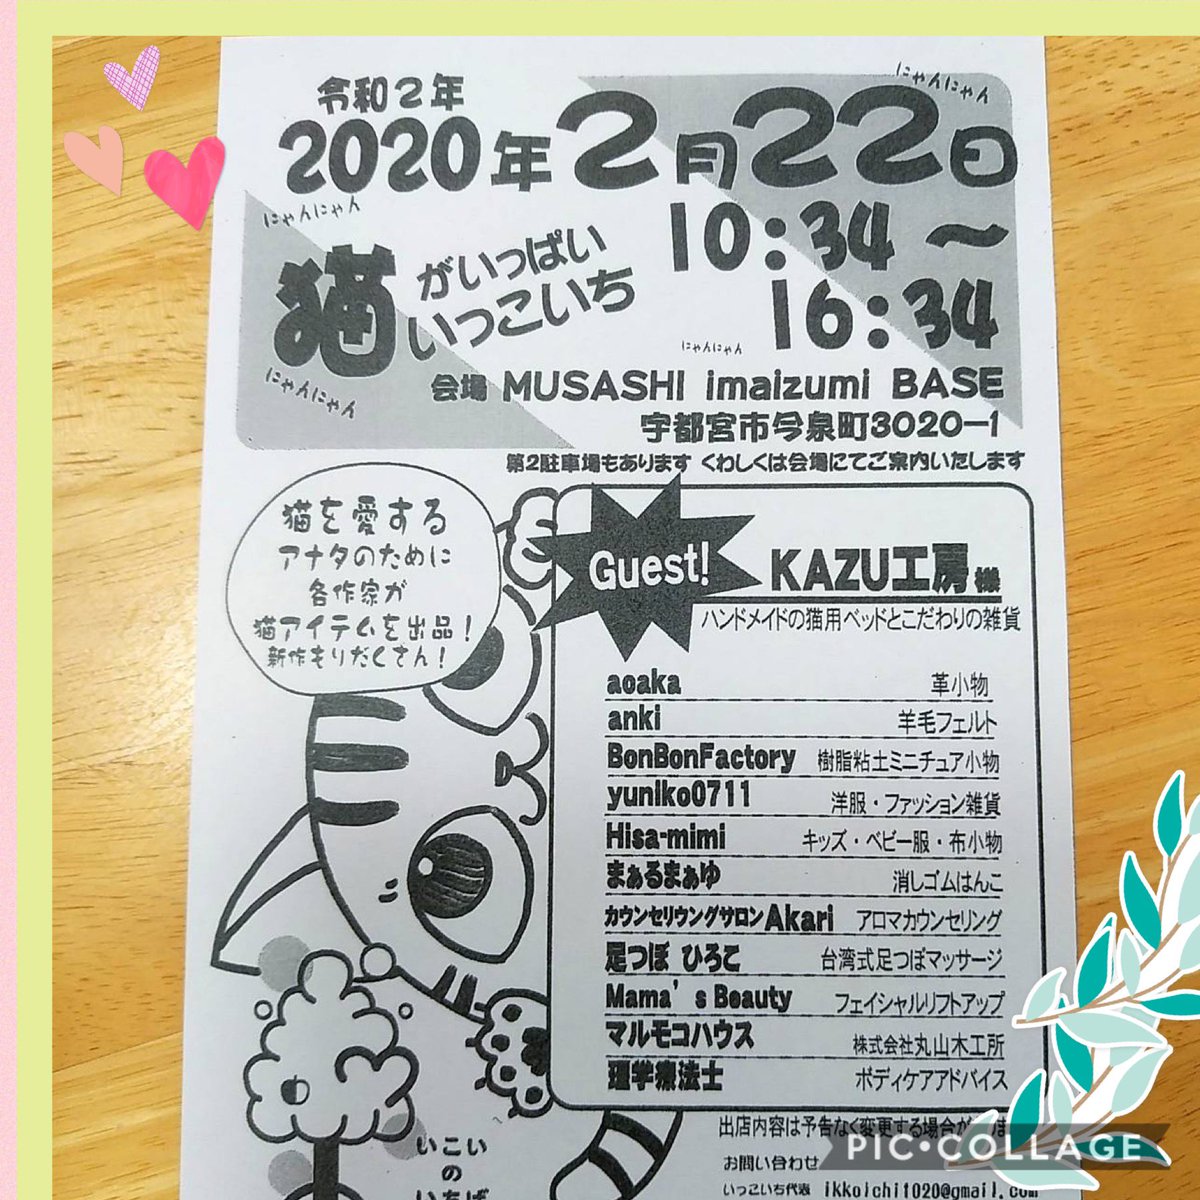 令和2年
2020年2月22日
にゃんにゃん
にゃんにゃん
猫がいっぱい
いっこいち
10:34～
16:34
にゃんにゃん
にゃんにゃん
会場 MUSASHI imaizumi BASE
宇都宮市今泉町3020-1
第2駐車場もあります くわしくは会場にてご案内いたします
猫を愛する
アナタのために
各作家が
猫アイテムを出品!
新作もりだくさん!
Guest!
KAZU工房様
ハンドメイドの猫用ベッドとこだわりの雑貨
aoaka 革小物
anki 羊毛フェルト
BonBonFactory 樹脂粘土ミニチュア小物
yuniko0711 洋服・ファッション雑貨
Hisa-mimi キッズ・ベビー服・布小物
まぁるまぁゆ 消しゴムはんこ
カウンセリウングサロンAkari アロマカウンセリング
足つぼ ひろこ 台湾式足つぼマッサージ
Mama's Beauty フェイシャルリフトアップ
マルモコハウス 株式会社丸山木工所
理学療法士 ボディケアアドバイス
出店内容は予告なく変更する場合が
お問い合わせ
いっこいち代表 ikkoichi1020@gmail.com
いこい
の
いちば
PIC•COLLAGE